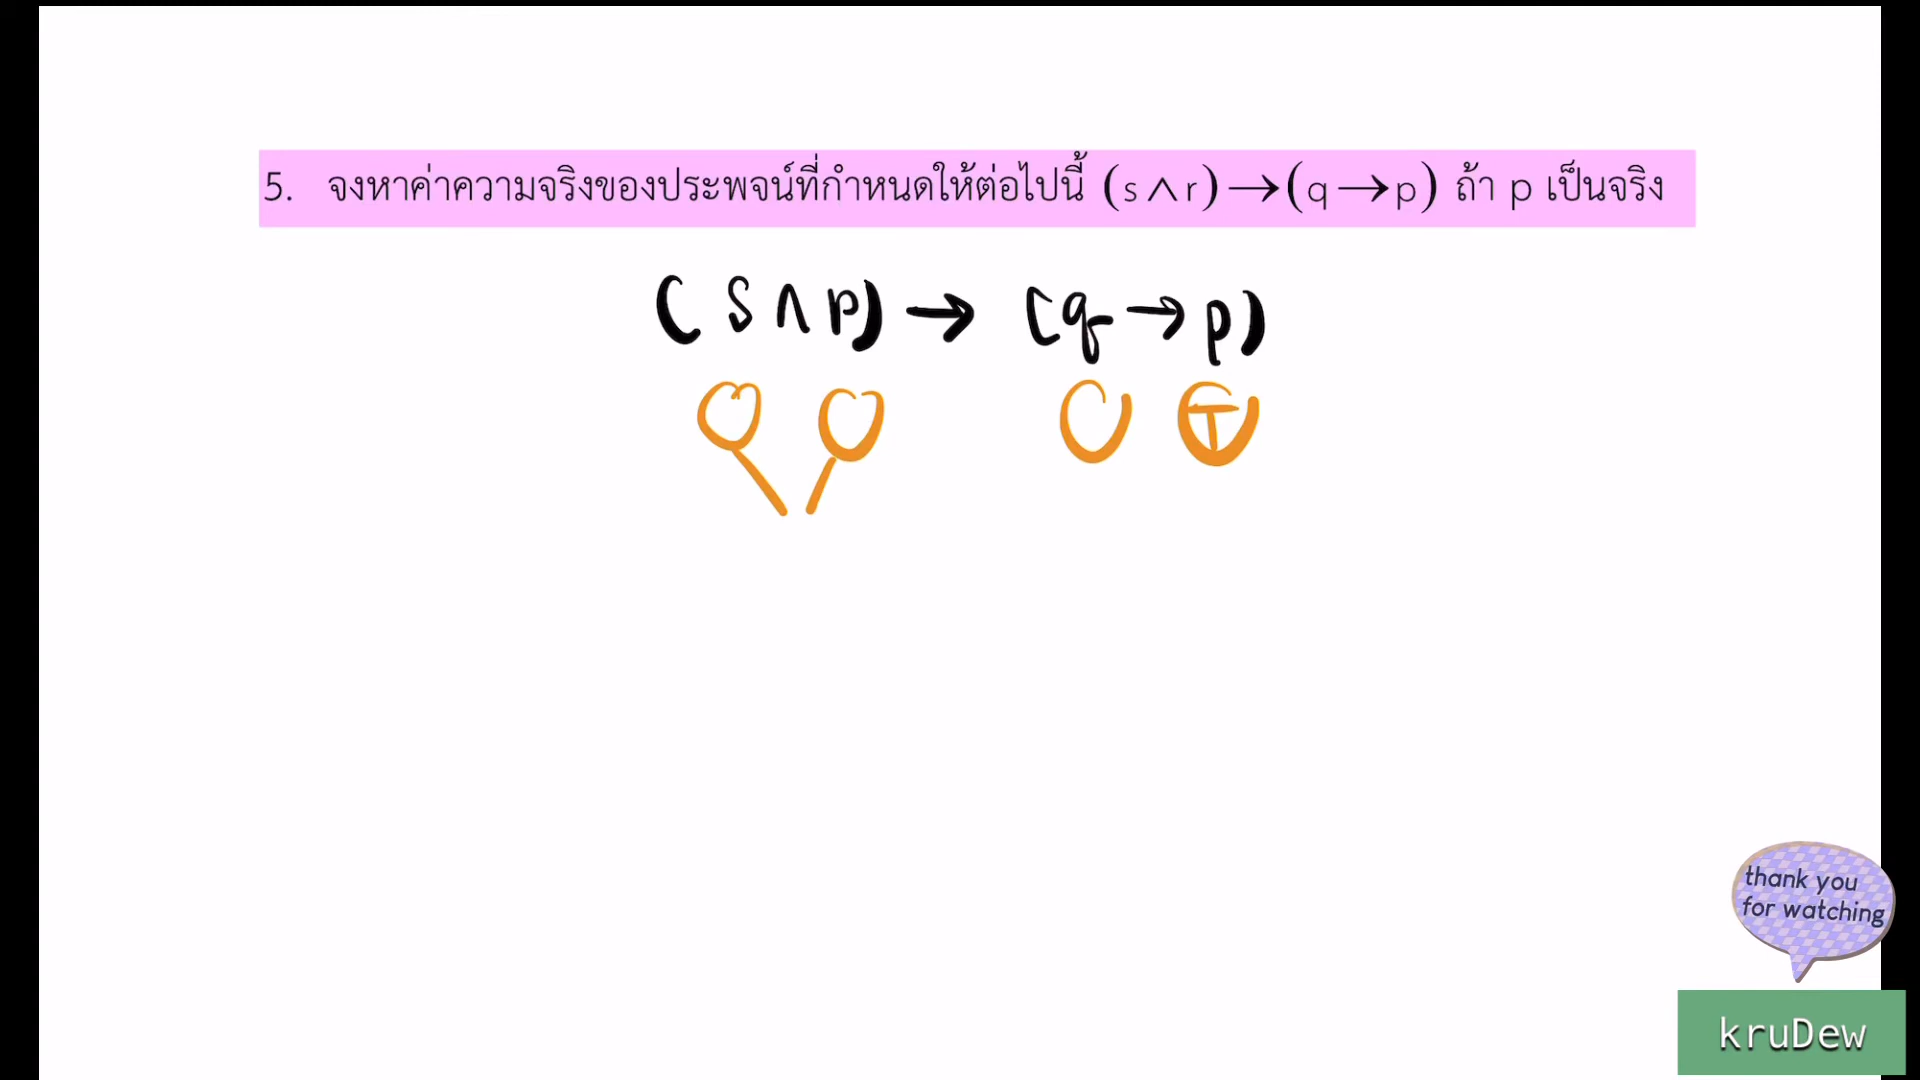 5. จงหาค่าความจริงของประพจน์ที่กำหนดให้ต่อไปนี้ (s∧r)→(q→p) ถ้า p เป็นจริง
(s∧p)→(q→p)
T
thank you
for watching
kruDew